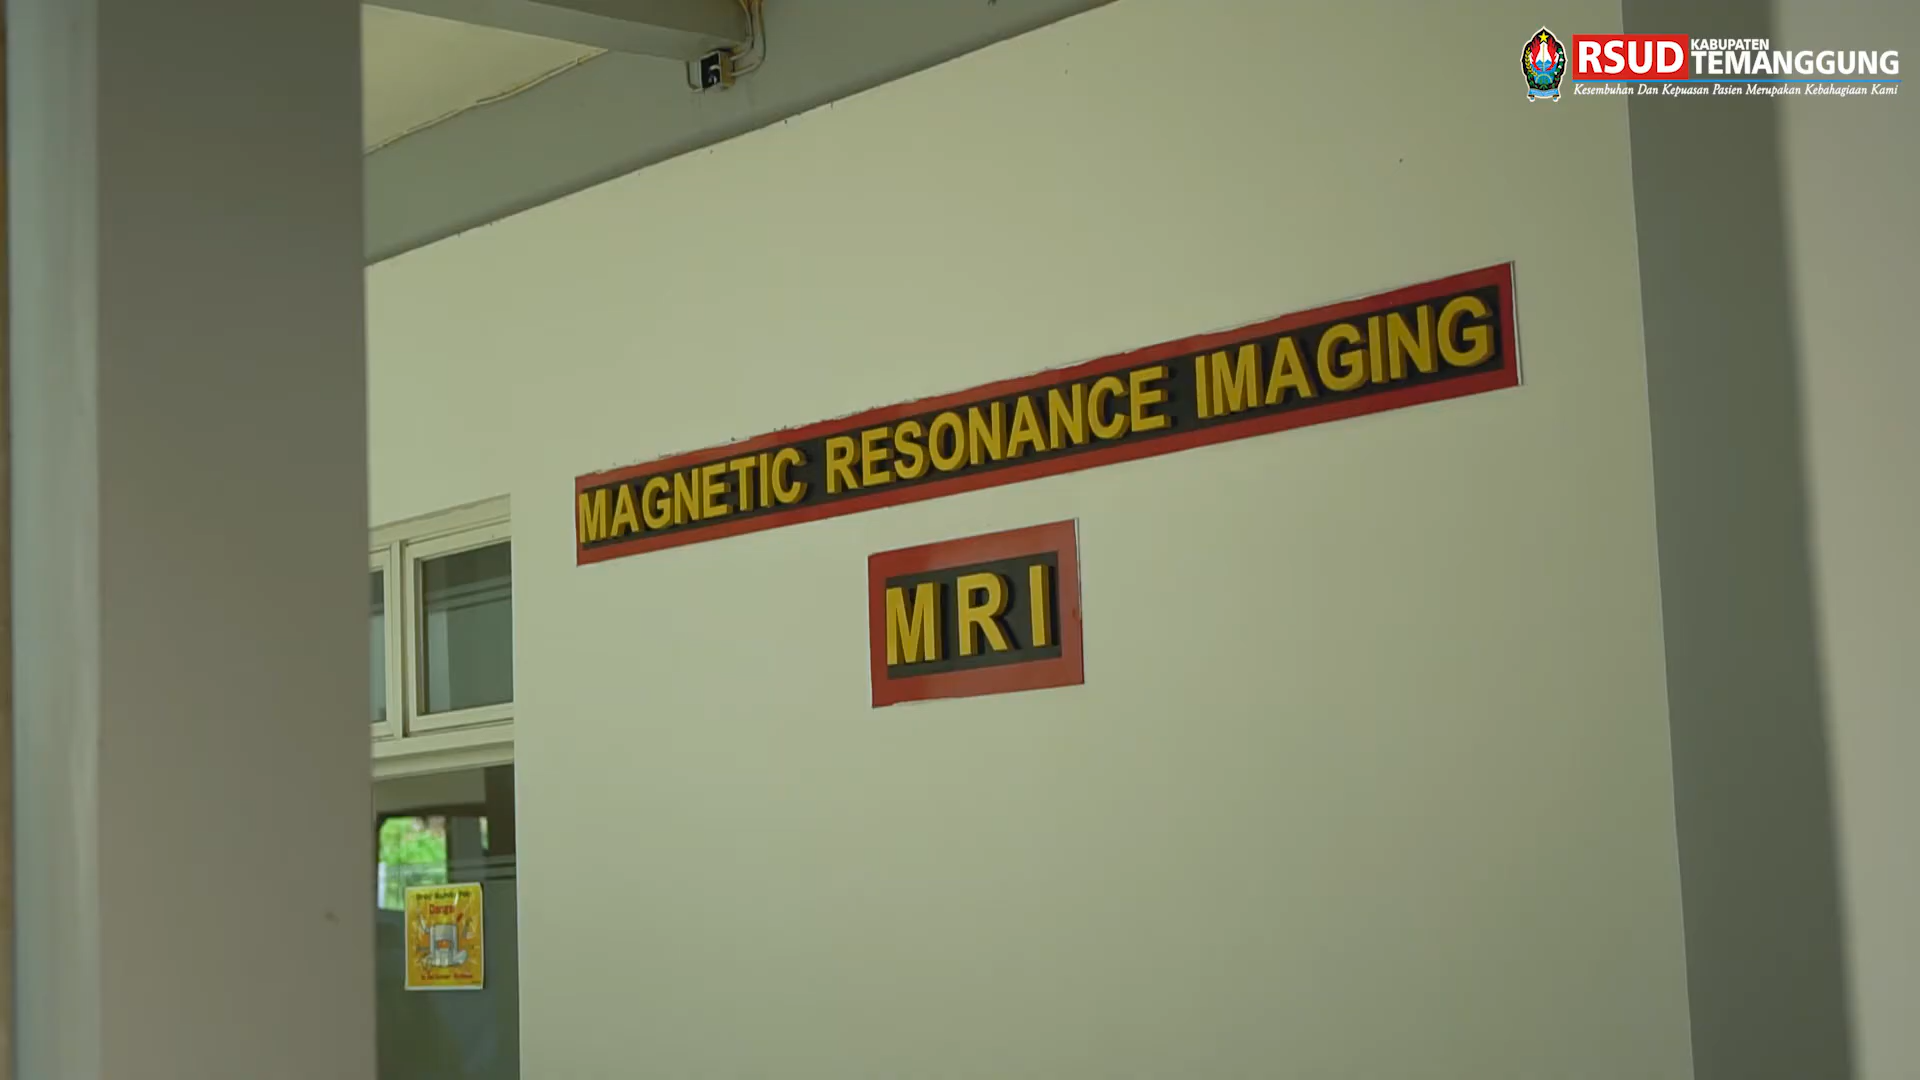 RSUD KABUPATEN TEMANGGUNG
Kesembuhan Dan Kepuasan Pasien Merupakan Kebahagiaan Kami
MAGNETIC RESONANCE IMAGING
MRI